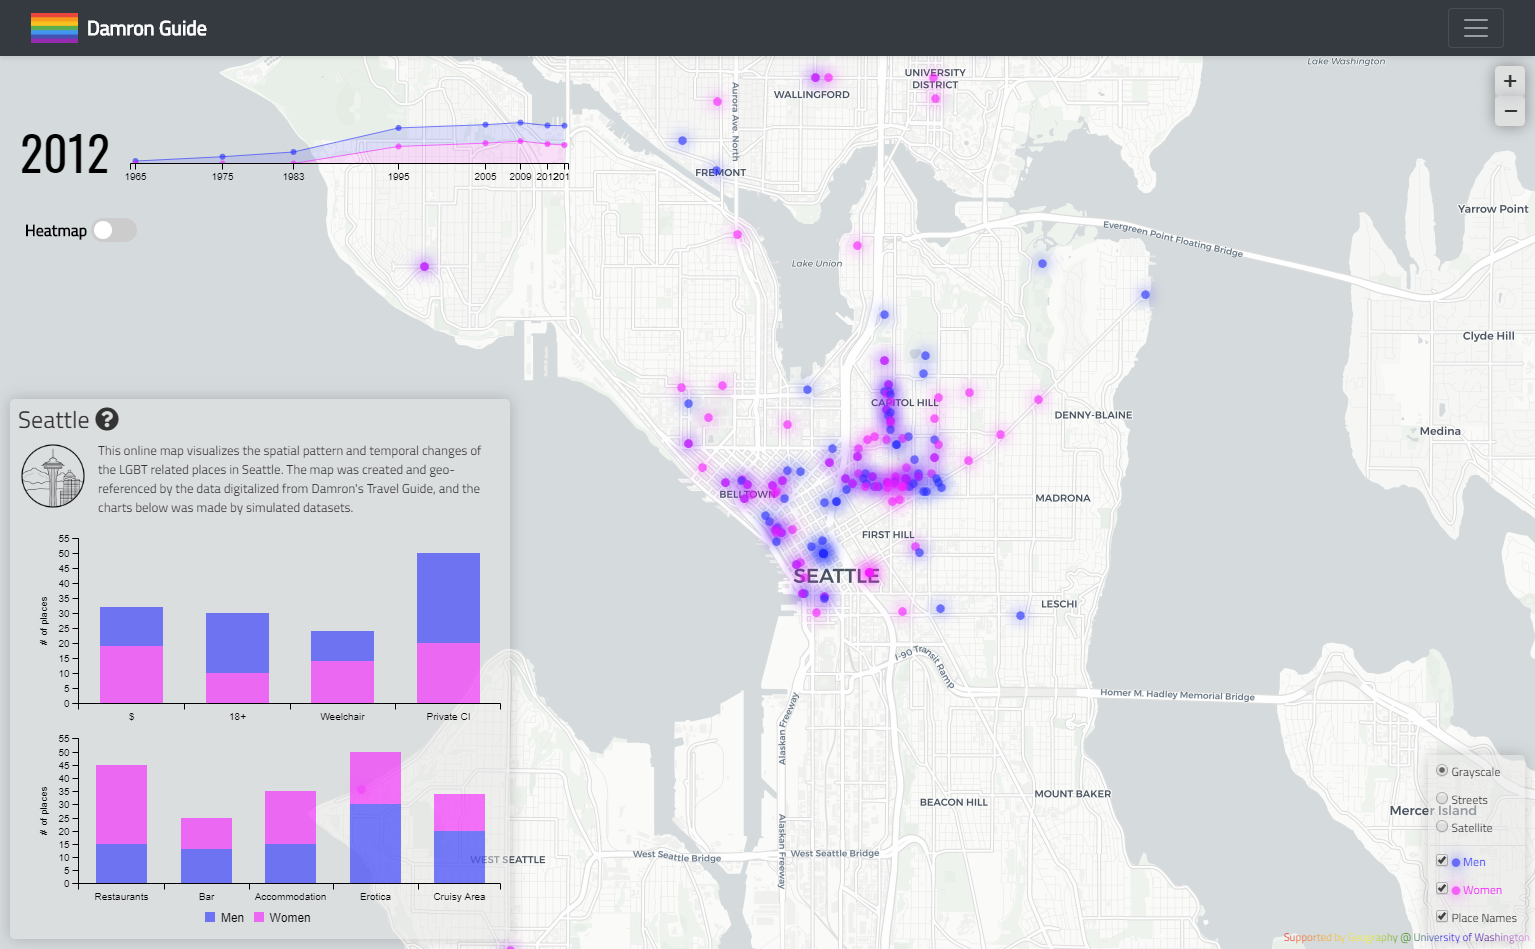 Damron Guide
Lake Washington
+
−
WALLINGFORD
UNIVERSITY
DISTRICT
Aurora Ave. North
FREMONT
2012
1965 1975 1983 1995 2005 2009 2012 201
Heatmap
Yarrow Point
Evergreen Point Floating Bridge
Lake Union
Clyde Hill
CAPITOL HILL
DENNY-BLAINE
Medina
BELLTOWN
MADRONA
FIRST HILL
SEATTLE
LESCHI
I-90 Transit Ramp
Homer M. Hadley Memorial Bridge
Alaskan Freeway
Alaskan Freeway
BEACON HILL
MOUNT BAKER
Mercer Island
WEST SEATTLE
West Seattle Bridge
West Seattle Bridge
Seattle ?
This online map visualizes the spatial pattern and temporal changes of
the LGBT related places in Seattle. The map was created and geo-
referenced by the data digitalized from Damron's Travel Guide, and the
charts below was made by simulated datasets.
55
50
45
40
35
30
25
20
15
10
5
0
# of places
$ 18+ Weelchair Private Cl
55
50
45
40
35
30
25
20
15
10
5
0
# of places
Restaurants Bar Accommodation Erotica Cruisy Area
Men Women
Grayscale
Streets
Satellite
Men
Women
Place Names
Supported by Geography @ University of Washington